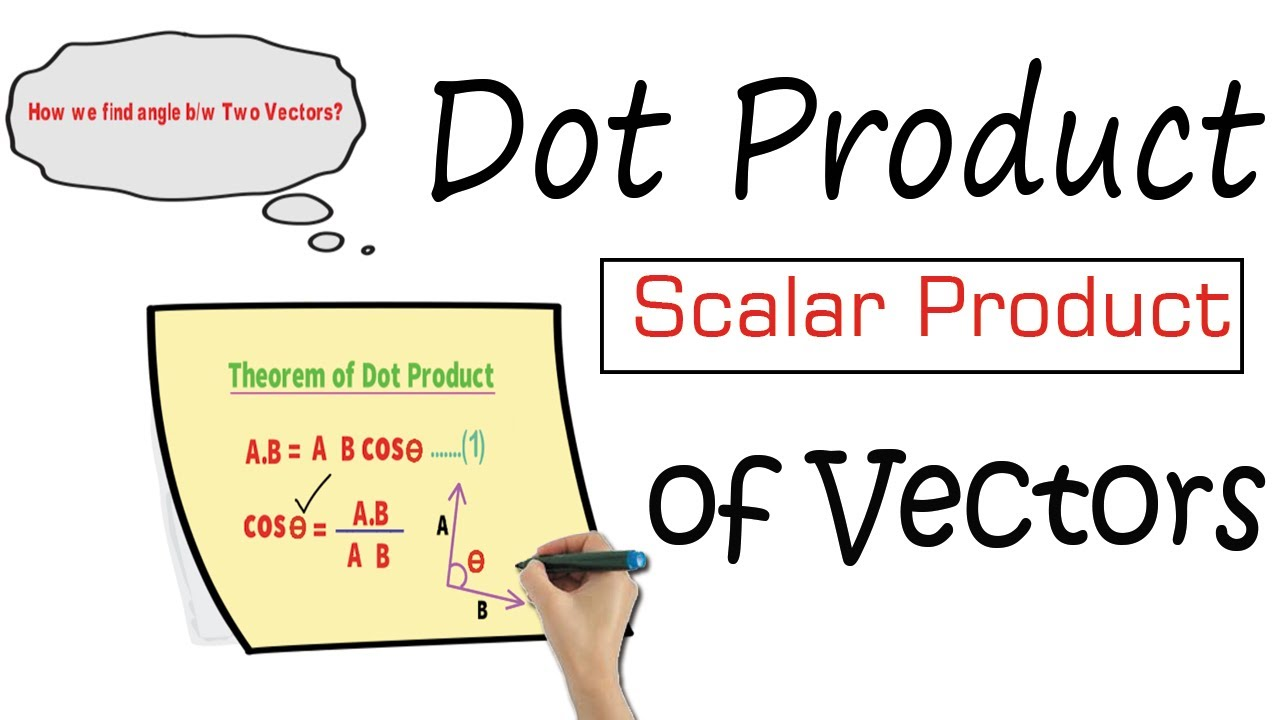 How we find angle b/w Two Vectors?
Dot Product
Scalar Product
of Vectors
Theorem of Dot Product
A.B = A B cosθ .......(1)
cosθ = A.B
A B
A
θ
B